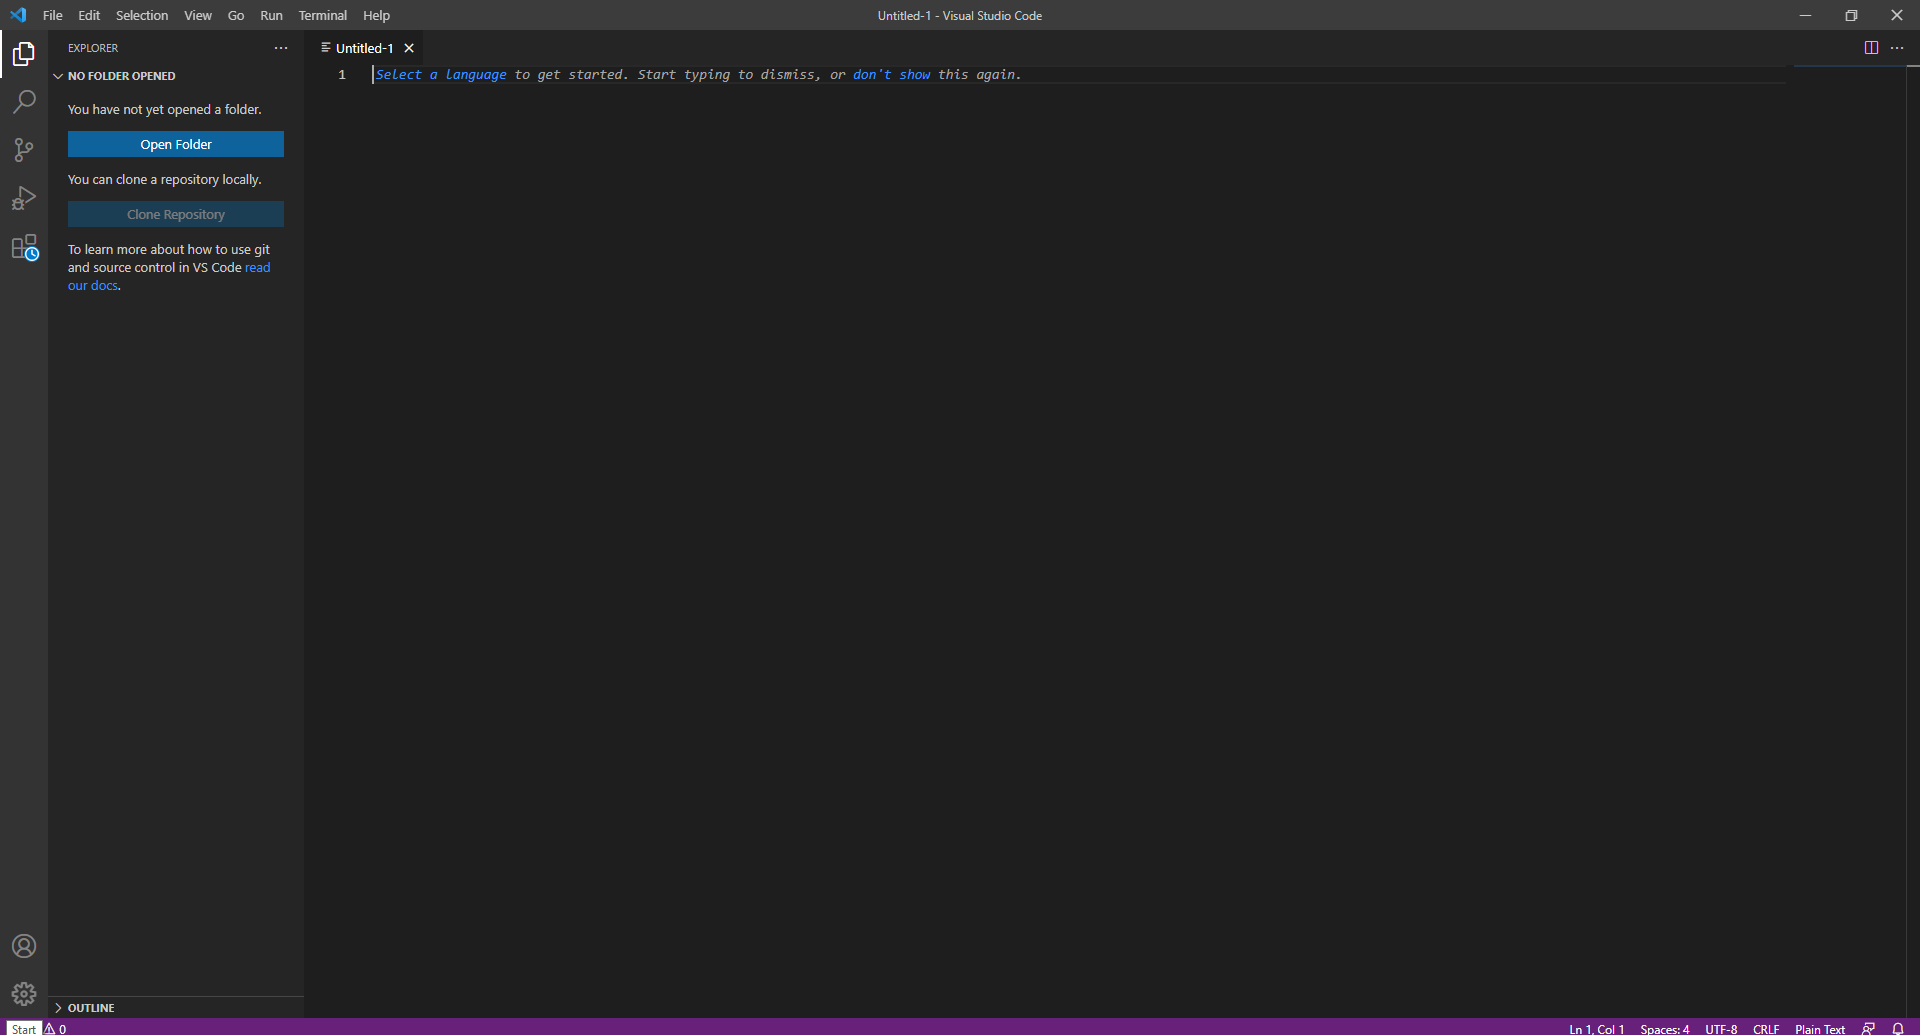 File Edit Selection View Go Run Terminal Help
Untitled-1 - Visual Studio Code
EXPLORER
NO FOLDER OPENED
You have not yet opened a folder.
Open Folder
You can clone a repository locally.
Clone Repository
To learn more about how to use git
and source control in VS Code read
our docs.
OUTLINE
Untitled-1
1
Select a language to get started. Start typing to dismiss, or don't show this again.
Start
0
Ln 1, Col 1 Spaces: 4 UTF-8 CRLF Plain Text